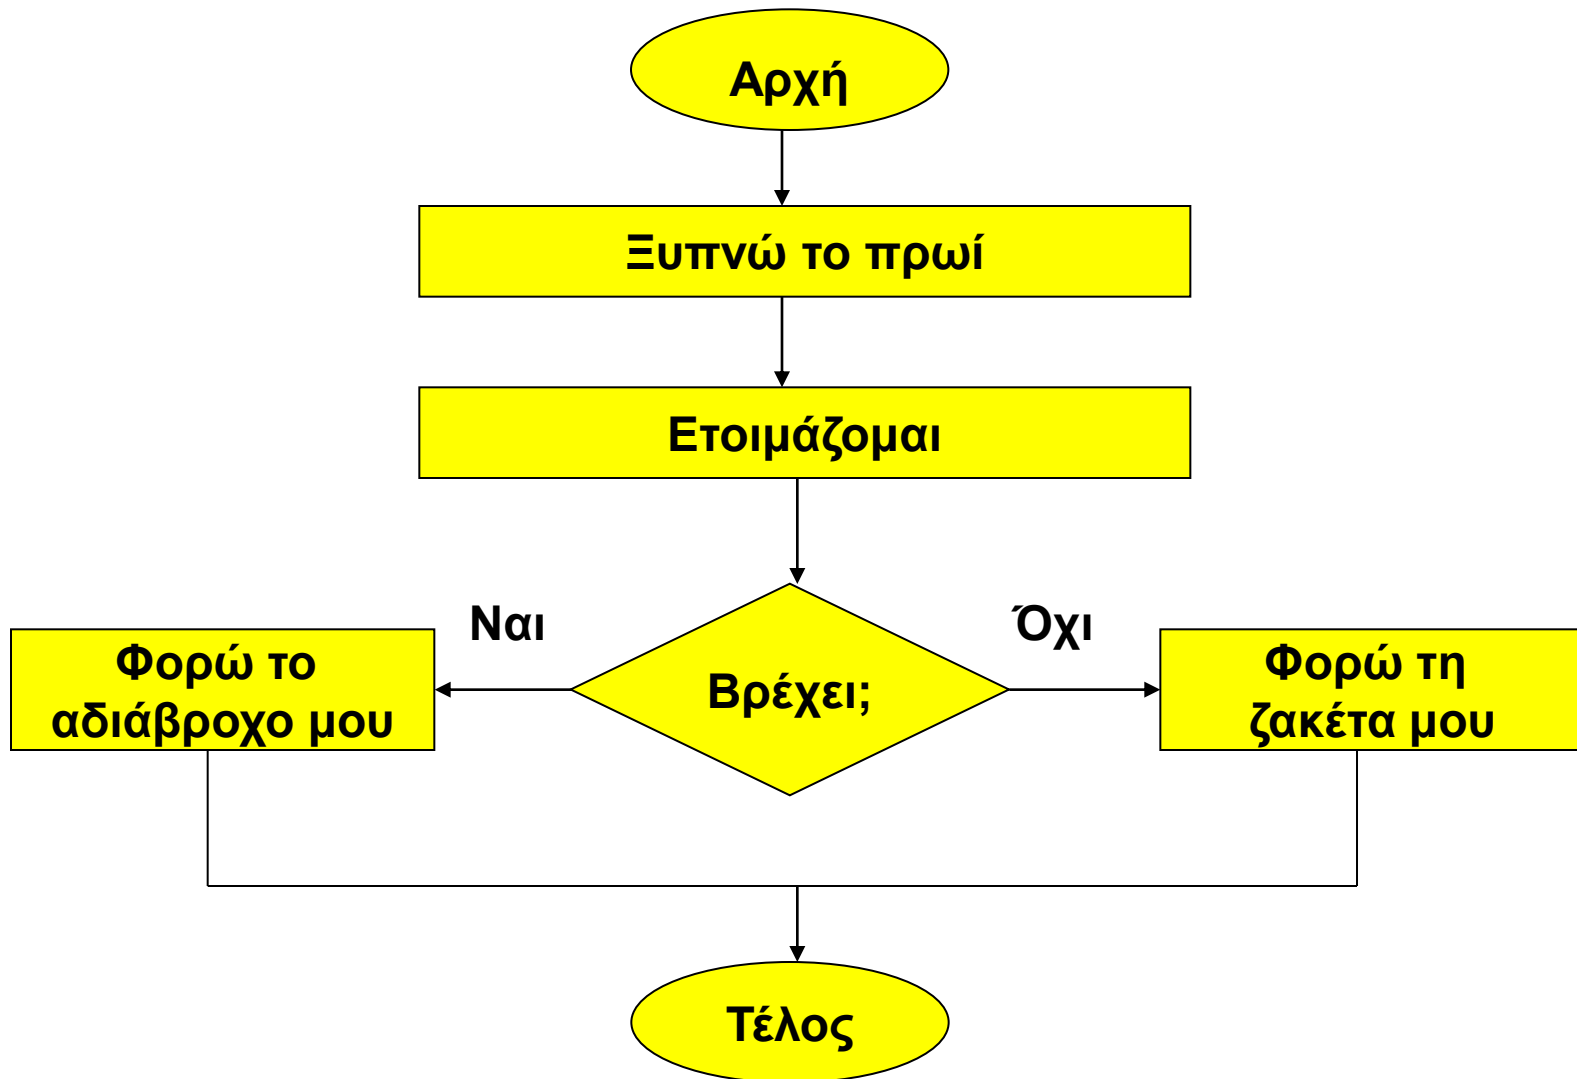 Αρχή
Ξυπνώ το πρωί
Ετοιμάζομαι
Ναι
Όχι
Φορώ το
αδιάβροχο μου
Βρέχει;
Φορώ τη
ζακέτα μου
Τέλος